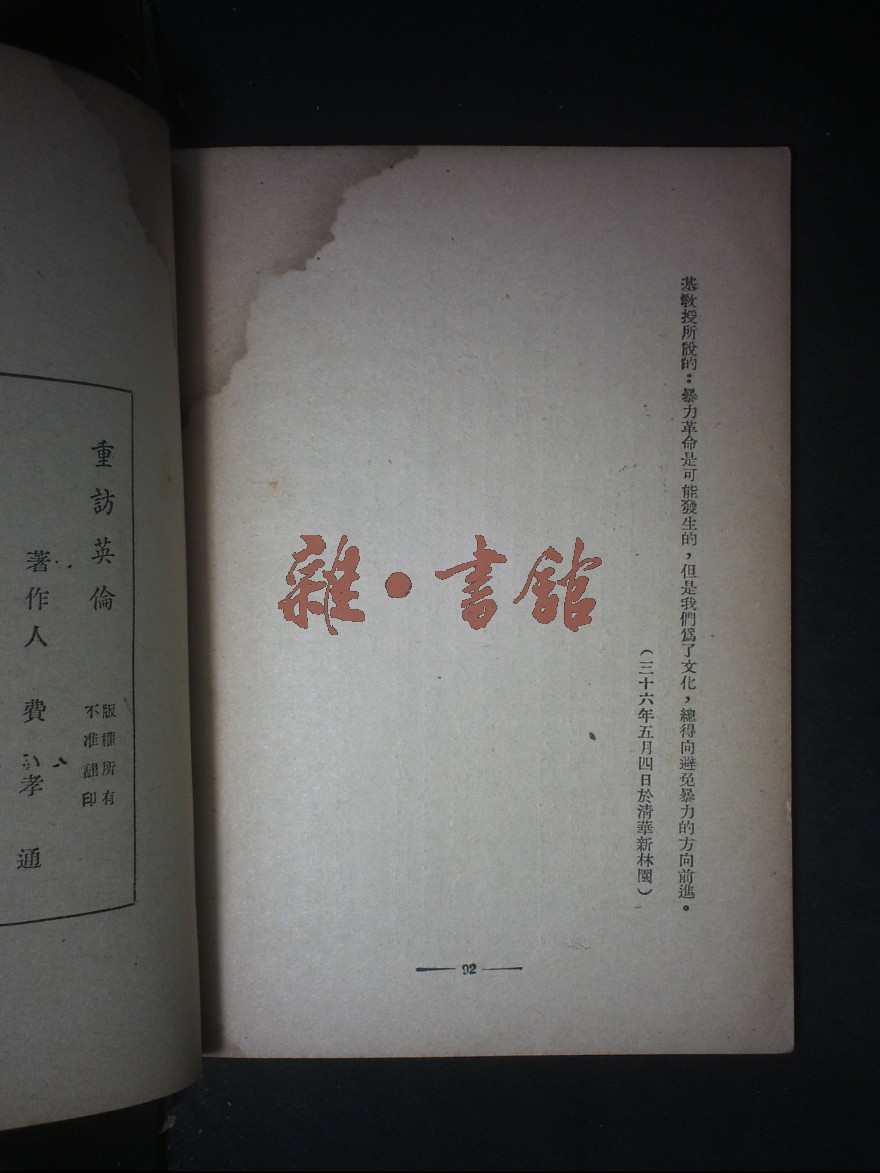 基敎授所說的：暴力革命是可能發生的，但是我們爲了文化，總得向避免暴力的方向前進。
（三十六年五月四日於清華新林園）
92
雜·書館
重訪英倫
版權所有
不准翻印
著作人 費孝通